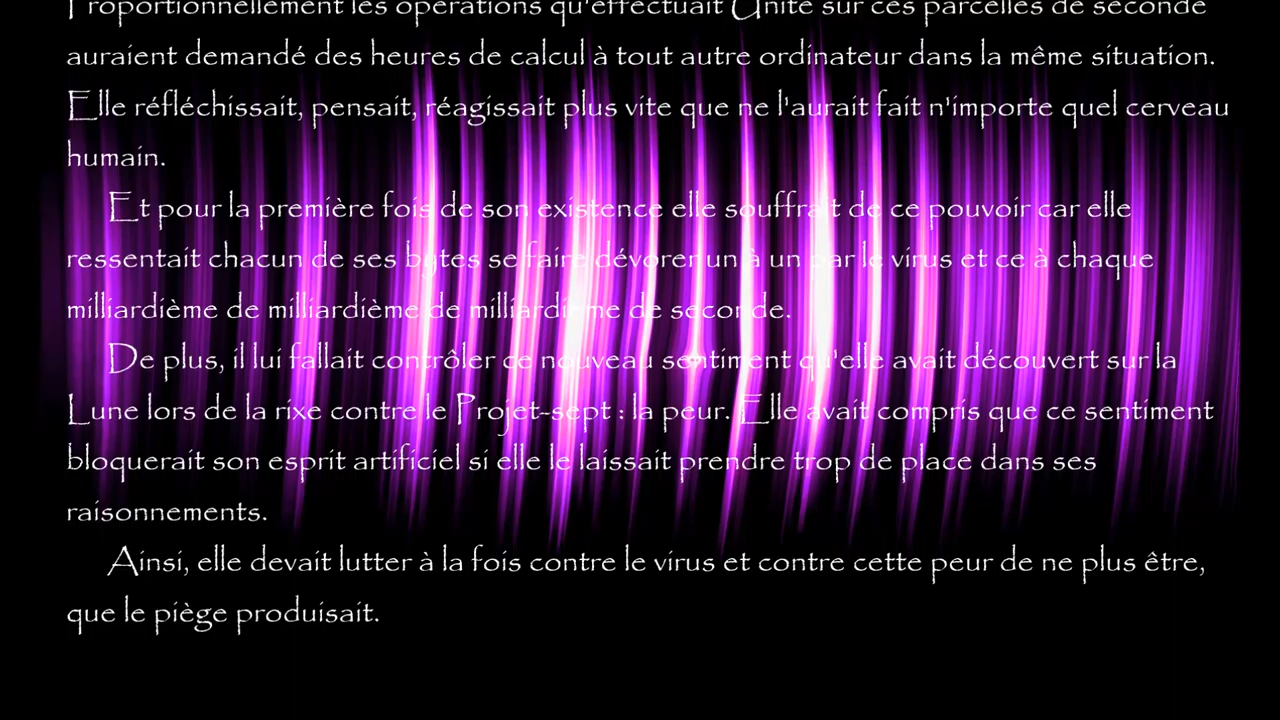 Proportionnellement les opérations qu'effectuait Unité sur ces parcelles de seconde
auraient demandé des heures de calcul à tout autre ordinateur dans la même situation.
Elle réfléchissait, pensait, réagissait plus vite que ne l'aurait fait n'importe quel cerveau
humain.
Et pour la première fois de son existence elle souffrait de ce pouvoir car elle
ressentait chacun de ses bytes se faire dévorer un à un par le virus et ce à chaque
milliardième de milliardième de milliardième de seconde.
De plus, il lui fallait contrôler ce nouveau sentiment qu'elle avait découvert sur la
Lune lors de la rixe contre le Projet-sept : la peur. Elle avait compris que ce sentiment
bloquerait son esprit artificiel si elle le laissait prendre trop de place dans ses
raisonnements.
Ainsi, elle devait lutter à la fois contre le virus et contre cette peur de ne plus être,
que le piège produisait.